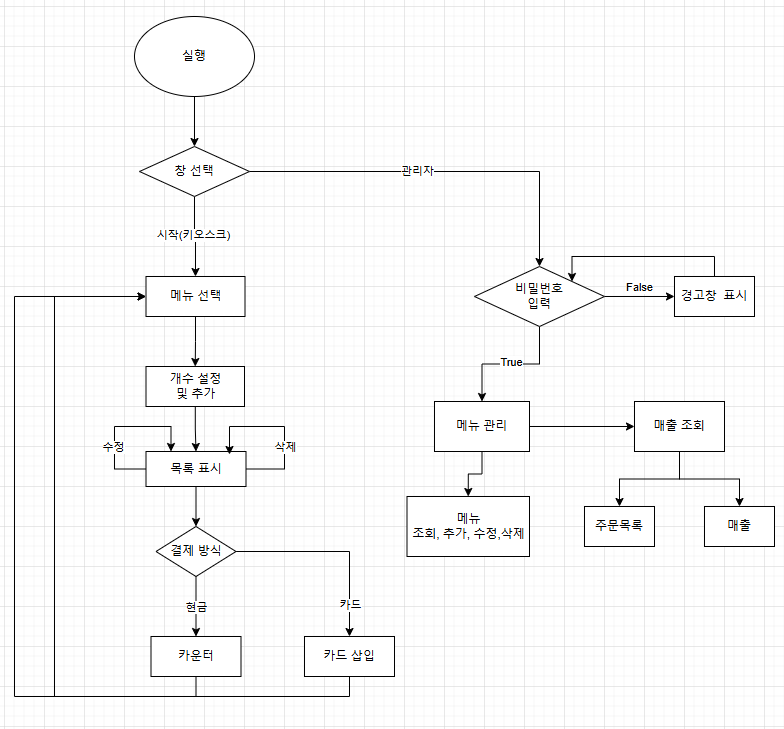 실행
창 선택
관리자
시작(키오스크)
메뉴 선택
비밀번호
입력
False
경고창 표시
True
개수 설정
및 추가
수정
삭제
목록 표시
메뉴 관리
매출 조회
메뉴
조회, 추가, 수정,삭제
주문목록
매출
결제 방식
현금
카드
카운터
카드 삽입